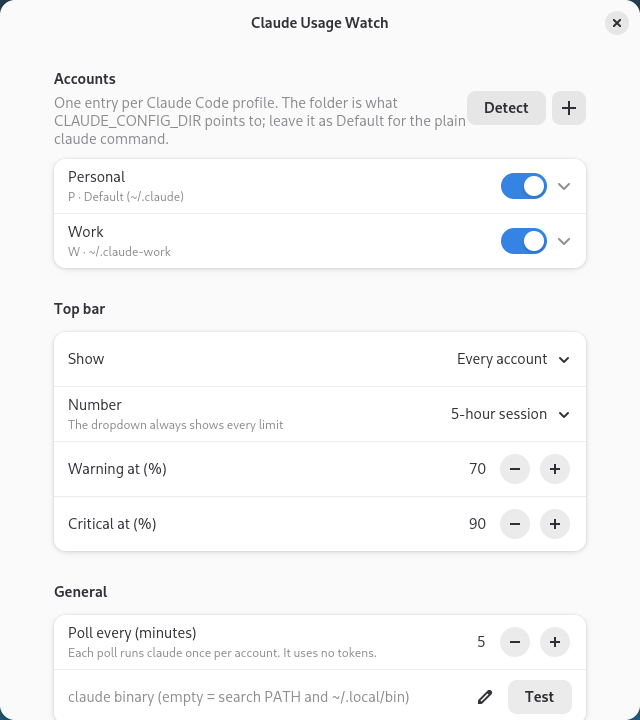 Claude Usage Watch
Accounts
One entry per Claude Code profile. The folder is what
CLAUDE_CONFIG_DIR points to; leave it as Default for the plain
claude command.
Detect
Personal
P · Default (~/.claude)
Work
W · ~/.claude-work
Top bar
Show
Every account
Number
The dropdown always shows every limit
5-hour session
Warning at (%)
70
Critical at (%)
90
General
Poll every (minutes)
Each poll runs claude once per account. It uses no tokens.
5
claude binary (empty = search PATH and ~/.local/bin)
Test